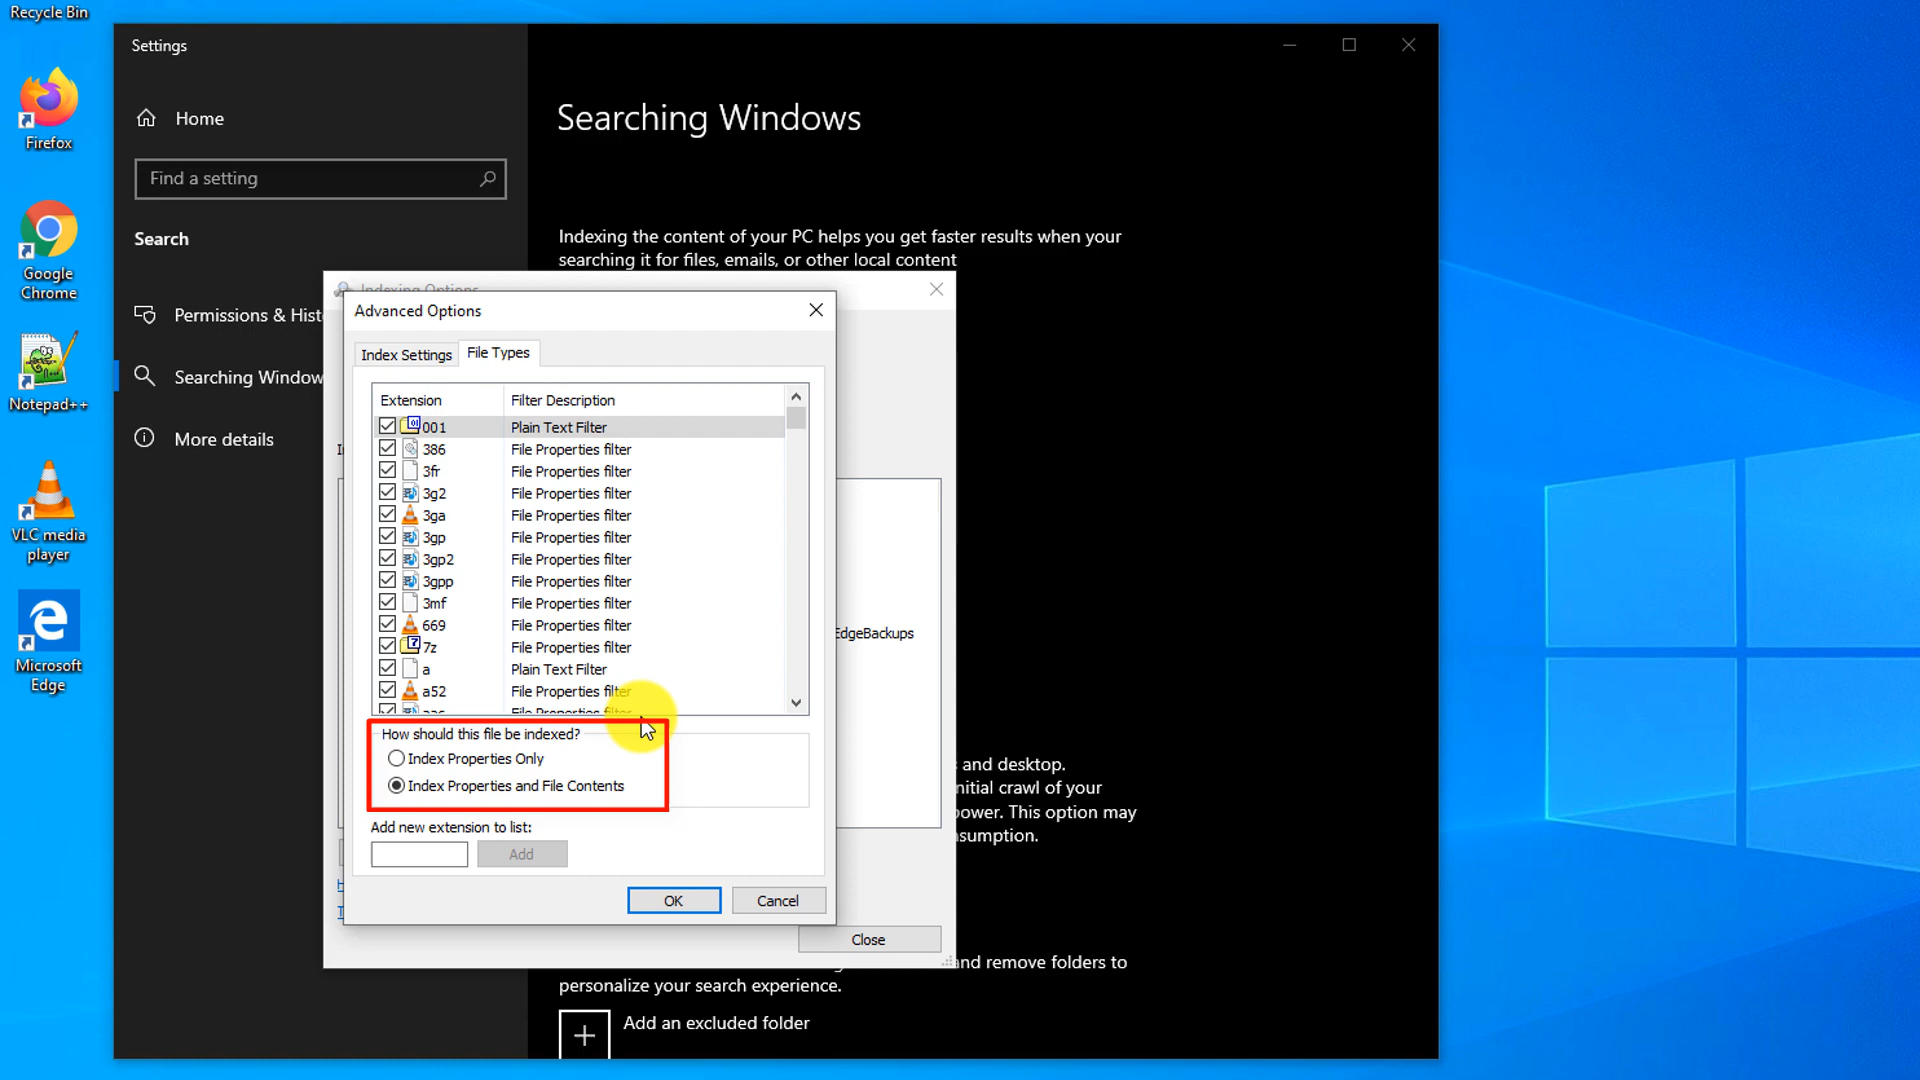 Recycle Bin
Firefox
Google
Chrome
Notepad++
VLC media
player
Microsoft
Edge
Settings
Home
Find a setting
Search
Permissions & Hist
Searching Window
More details
Searching Windows
Indexing the content of your PC helps you get faster results when your
searching it for files, emails, or other local content
Indexing Options
Advanced Options
Index Settings
File Types
Extension Filter Description
001 Plain Text Filter
386 File Properties filter
3fr File Properties filter
3g2 File Properties filter
3ga File Properties filter
3gp File Properties filter
3gp2 File Properties filter
3gpp File Properties filter
3mf File Properties filter
669 File Properties filter
7z File Properties filter
a Plain Text Filter
a52 File Properties filter
aac File Properties filter
How should this file be indexed?
Index Properties Only
Index Properties and File Contents
Add new extension to list:
Add
OK
Cancel
EdgeBackups
Close
and desktop.
nitial crawl of your
power. This option may
sumption.
and remove folders to
personalize your search experience.
Add an excluded folder